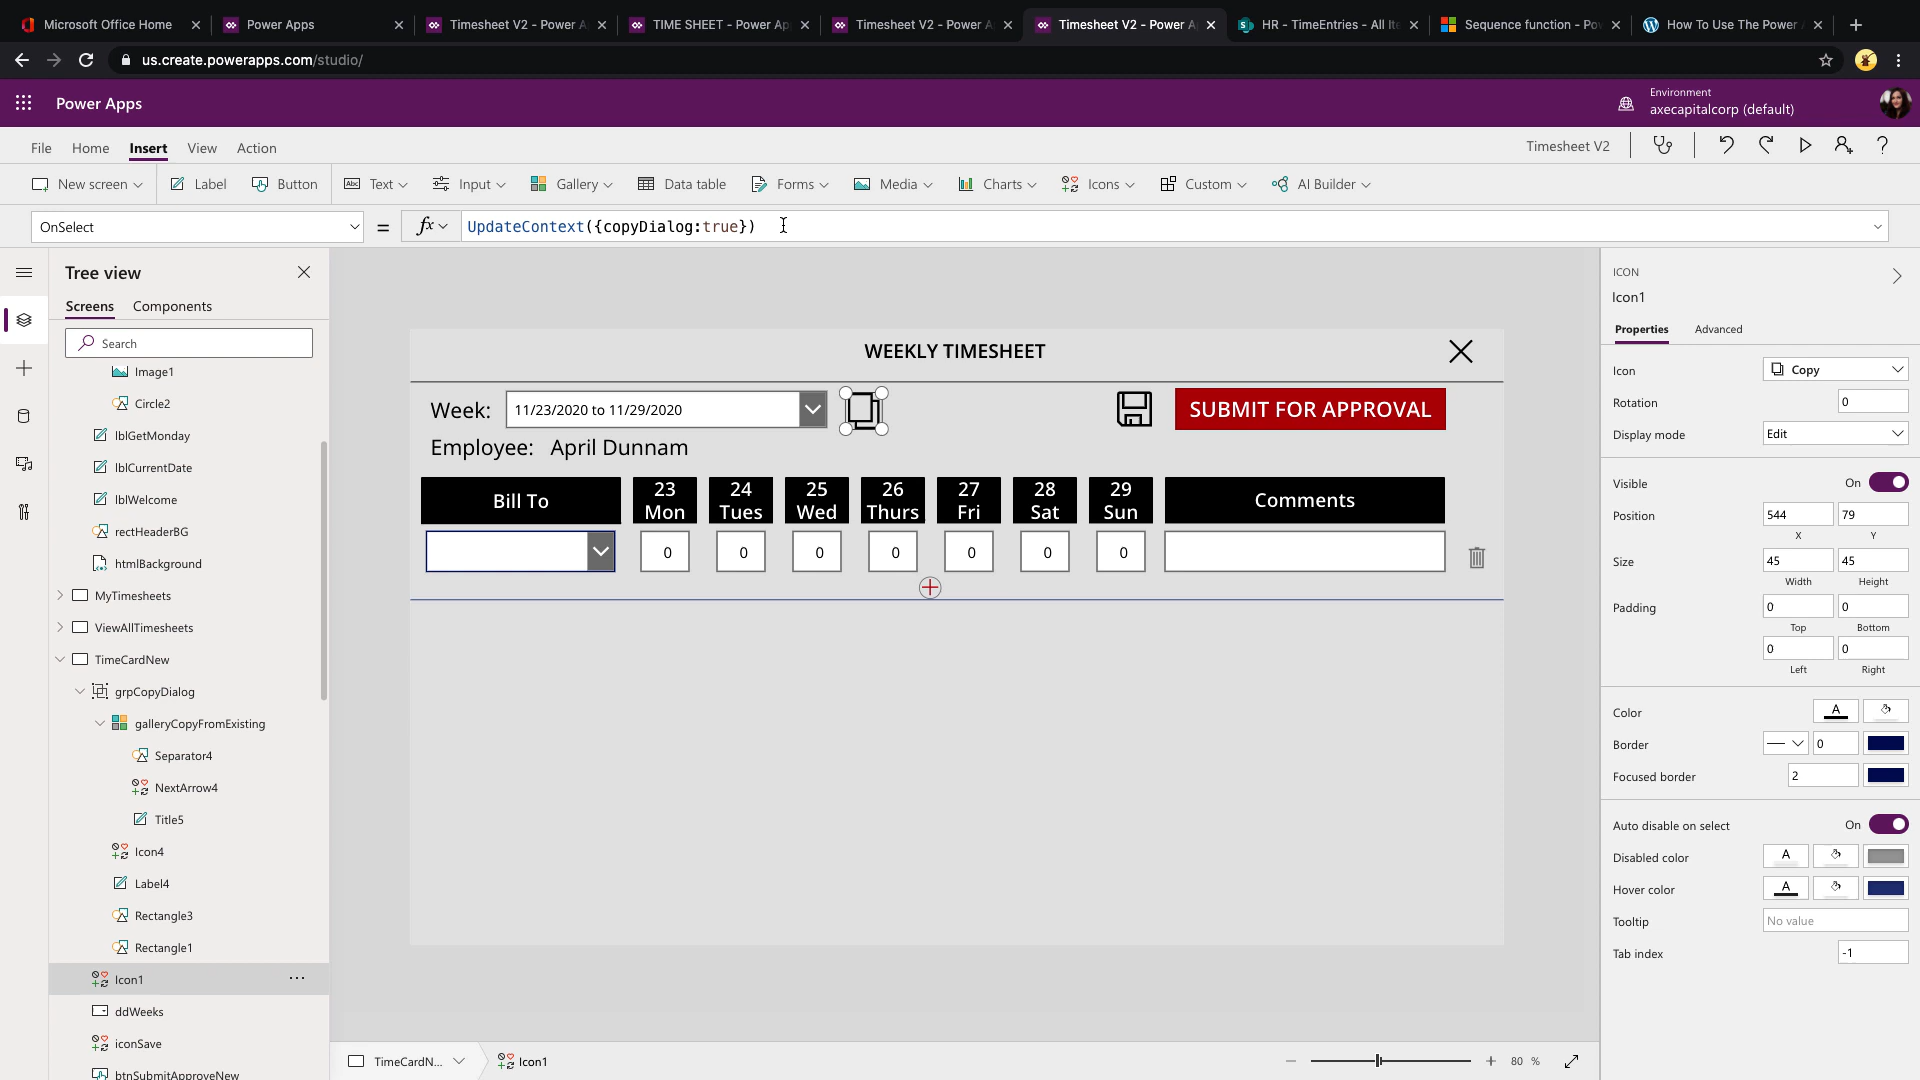 Microsoft Office Home
Power Apps
Timesheet V2 - Power A
TIME SHEET - Power Ap
Timesheet V2 - Power A
Timesheet V2 - Power A
HR - TimeEntries - All It
Sequence function - Po
How To Use The Power
us.create.powerapps.com/studio/
Power Apps
Environment
axecapitalcorp (default)
File
Home
Insert
View
Action
Timesheet V2
New screen
Label
Button
Text
Input
Gallery
Data table
Forms
Media
Charts
Icons
Custom
AI Builder
OnSelect
=
fx
UpdateContext({copyDialog:true})
Tree view
Screens
Components
Search
Image1
Circle2
lblGetMonday
lblCurrentDate
lblWelcome
rectHeaderBG
htmlBackground
MyTimesheets
ViewAllTimesheets
TimeCardNew
grpCopyDialog
galleryCopyFromExisting
Separator4
NextArrow4
Title5
Icon4
Label4
Rectangle3
Rectangle1
Icon1
ddWeeks
iconSave
btnSubmitApproveNew
WEEKLY TIMESHEET
Week:
11/23/2020 to 11/29/2020
SUBMIT FOR APPROVAL
Employee: April Dunnam
Bill To
23 Mon
24 Tues
25 Wed
26 Thurs
27 Fri
28 Sat
29 Sun
Comments
0
0
0
0
0
0
0
TimeCardN...
Icon1
80 %
ICON
Icon1
Properties
Advanced
Icon
Copy
Rotation
0
Display mode
Edit
Visible
On
Position
544
79
X
Y
Size
45
45
Width
Height
Padding
0
0
Top
Bottom
0
0
Left
Right
Color
A
Border
0
Focused border
2
Auto disable on select
On
Disabled color
A
Hover color
A
Tooltip
No value
Tab index
-1